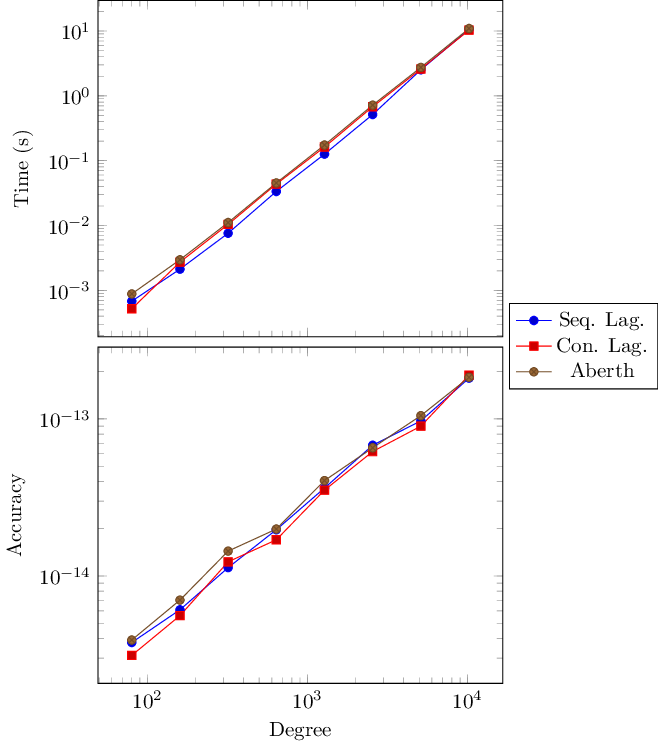 10^1
10^0
10^−1
10^−2
10^−3
Time (s)
Seq. Lag.
Con. Lag.
Aberth
10^−13
10^−14
Accuracy
10^2 10^3 10^4
Degree